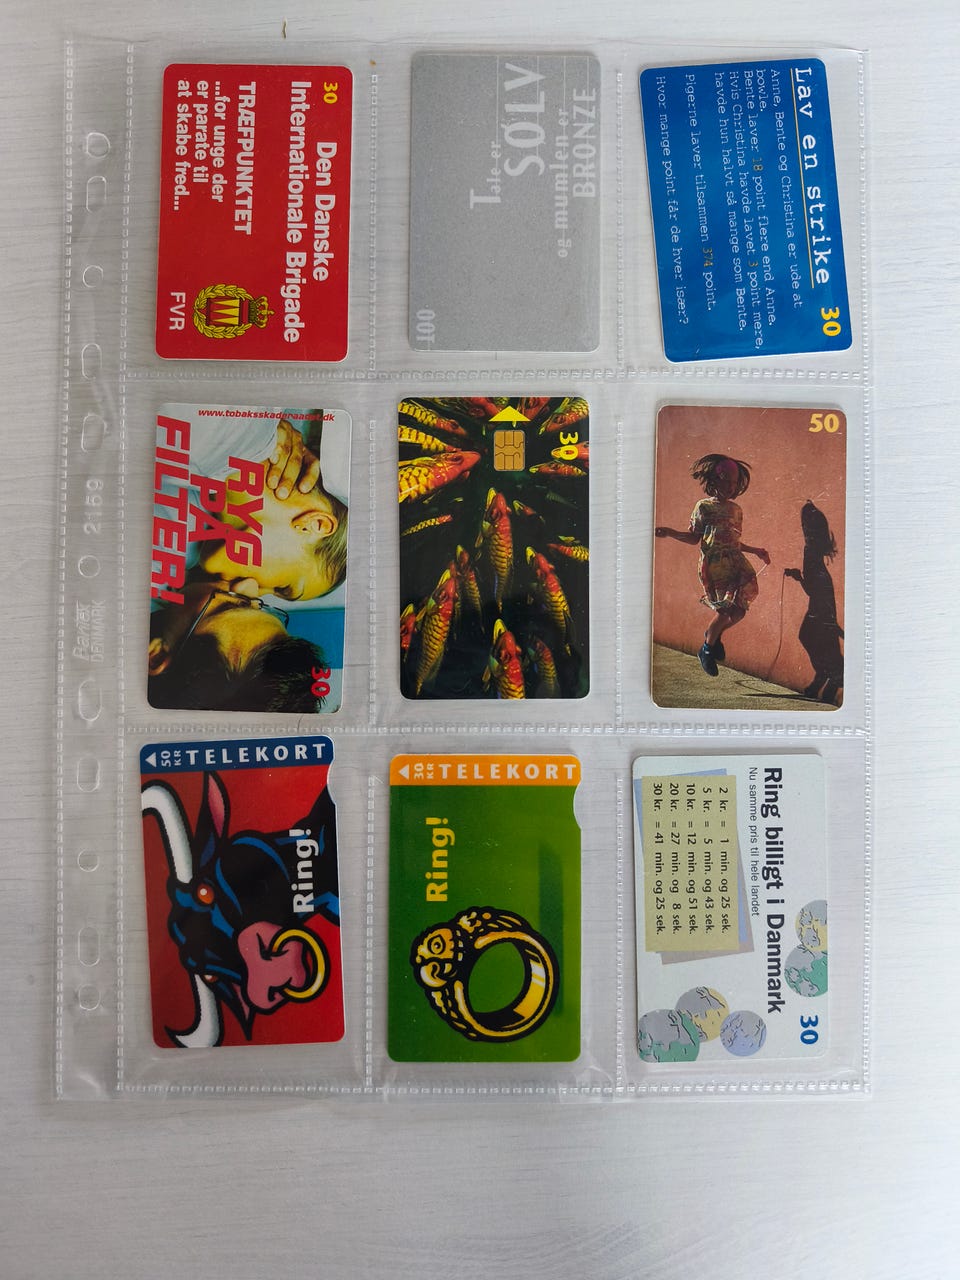 30
Den Danske
Internationale Brigade
TRÆFPUNKTET
...for unge der
er parate til
at skabe fred...
FVR
SØLV
BRONZE
100
Lav en strike
30
Anne, Bente og Christina er ude at
bowle.
Bente laver 18 point flere end Anne.
Hvis Christina havde lavet 3 point mere,
havde hun halvt så mange som Bente.
Pigerne laver tilsammen 374 point.
Hvor mange point får de hver især?
www.tobaksskaderaadet.dk
RYG
PÅ
FILTER!
30
30
50
50 KR TELEKORT
Ring!
30 KR TELEKORT
Ring!
Ring billigt i Danmark
30
Nu samme pris til hele landet
2 kr. = 1 min. og 25 sek.
5 kr. = 5 min. og 43 sek.
10 kr. = 12 min. og 51 sek.
20 kr. = 27 min. og 8 sek.
30 kr. = 41 min. og 25 sek.
2159
DENMARK